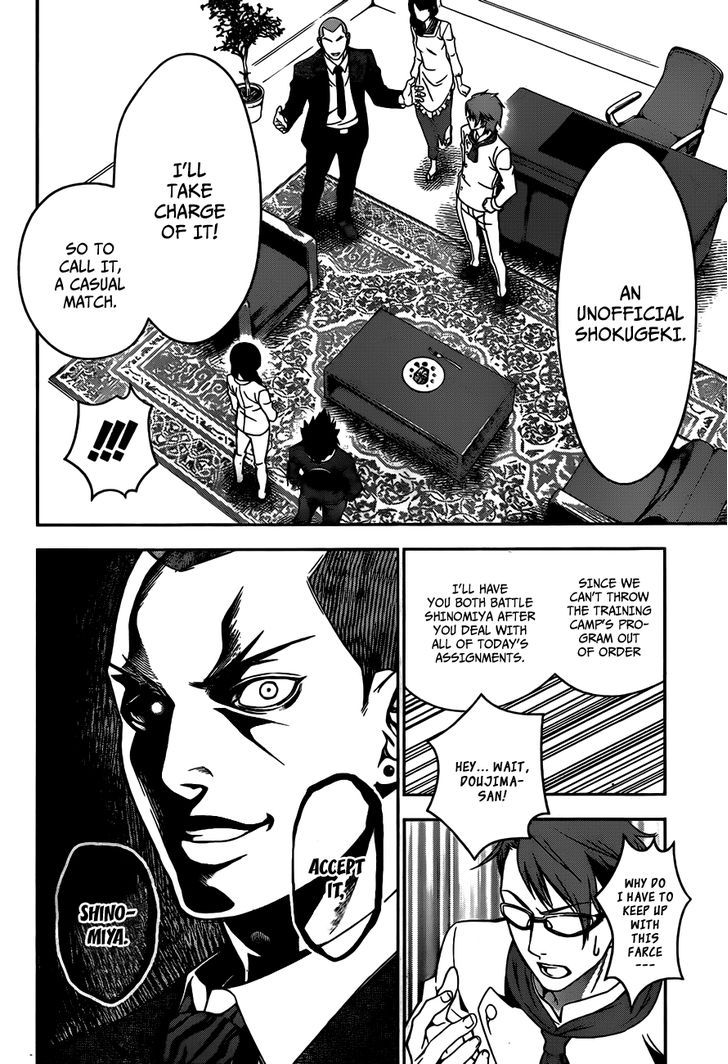 AN
UNOFFICIAL
SHOKUGEKI.
I'LL
TAKE
CHARGE
OF IT!
SO TO
CALL IT,
A CASUAL
MATCH.
!!!
SINCE WE
CAN'T THROW
THE TRAINING
CAMP'S PRO-
GRAM OUT
OF ORDER
I'LL HAVE
YOU BOTH BATTLE
SHINOMIYA AFTER
YOU DEAL WITH
ALL OF TODAY'S
ASSIGNMENTS.
HEY... WAIT,
DOUJIMA-
SAN!
WHY DO
I HAVE TO
KEEP UP
WITH
THIS
FARCE
---
ACCEPT
IT,
SHINO-
MIYA.